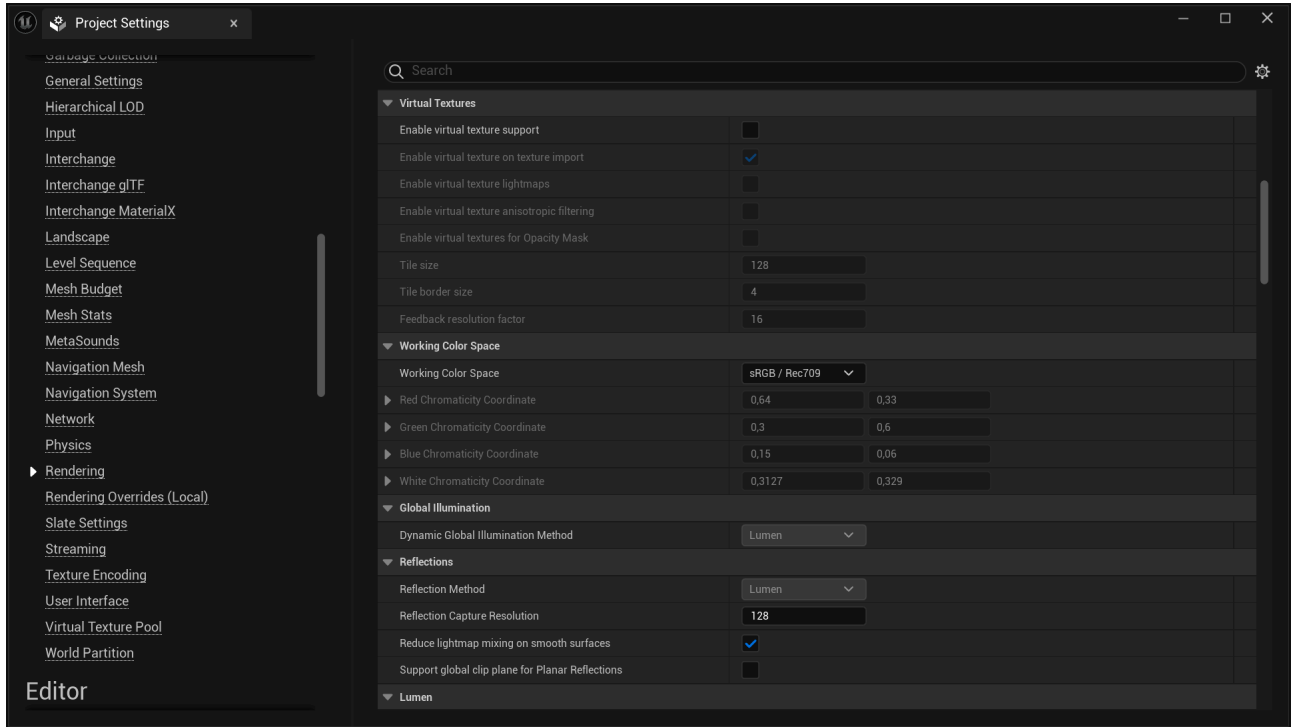 Project Settings
Garbage Collection
General Settings
Hierarchical LOD
Input
Interchange
Interchange glTF
Interchange MaterialX
Landscape
Level Sequence
Mesh Budget
Mesh Stats
MetaSounds
Navigation Mesh
Navigation System
Network
Physics
Rendering
Rendering Overrides (Local)
Slate Settings
Streaming
Texture Encoding
User Interface
Virtual Texture Pool
World Partition
Editor
Search
Virtual Textures
Enable virtual texture support
Enable virtual texture on texture import
Enable virtual texture lightmaps
Enable virtual texture anisotropic filtering
Enable virtual textures for Opacity Mask
Tile size 128
Tile border size 4
Feedback resolution factor 16
Working Color Space
Working Color Space sRGB / Rec709
Red Chromaticity Coordinate 0,64 0,33
Green Chromaticity Coordinate 0,3 0,6
Blue Chromaticity Coordinate 0,15 0,06
White Chromaticity Coordinate 0,3127 0,329
Global Illumination
Dynamic Global Illumination Method Lumen
Reflections
Reflection Method Lumen
Reflection Capture Resolution 128
Reduce lightmap mixing on smooth surfaces
Support global clip plane for Planar Reflections
Lumen